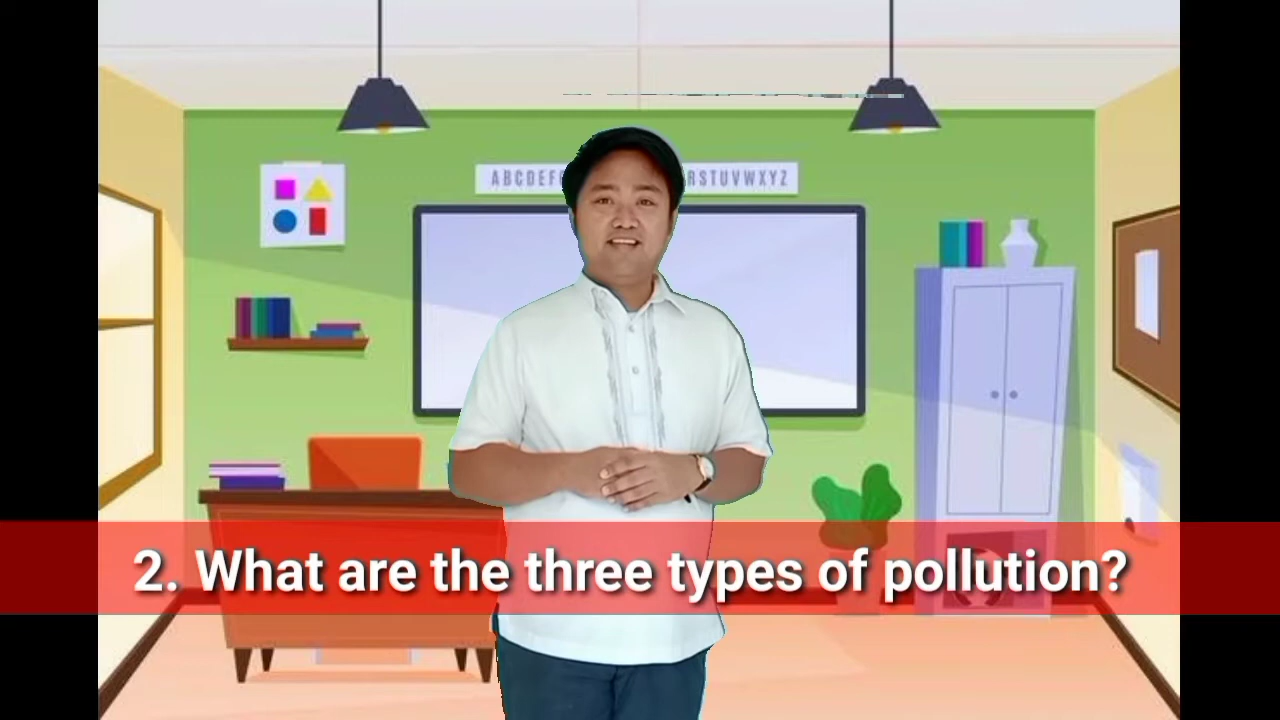 ABCDEF RSTUVWXYZ
2. What are the three types of pollution?